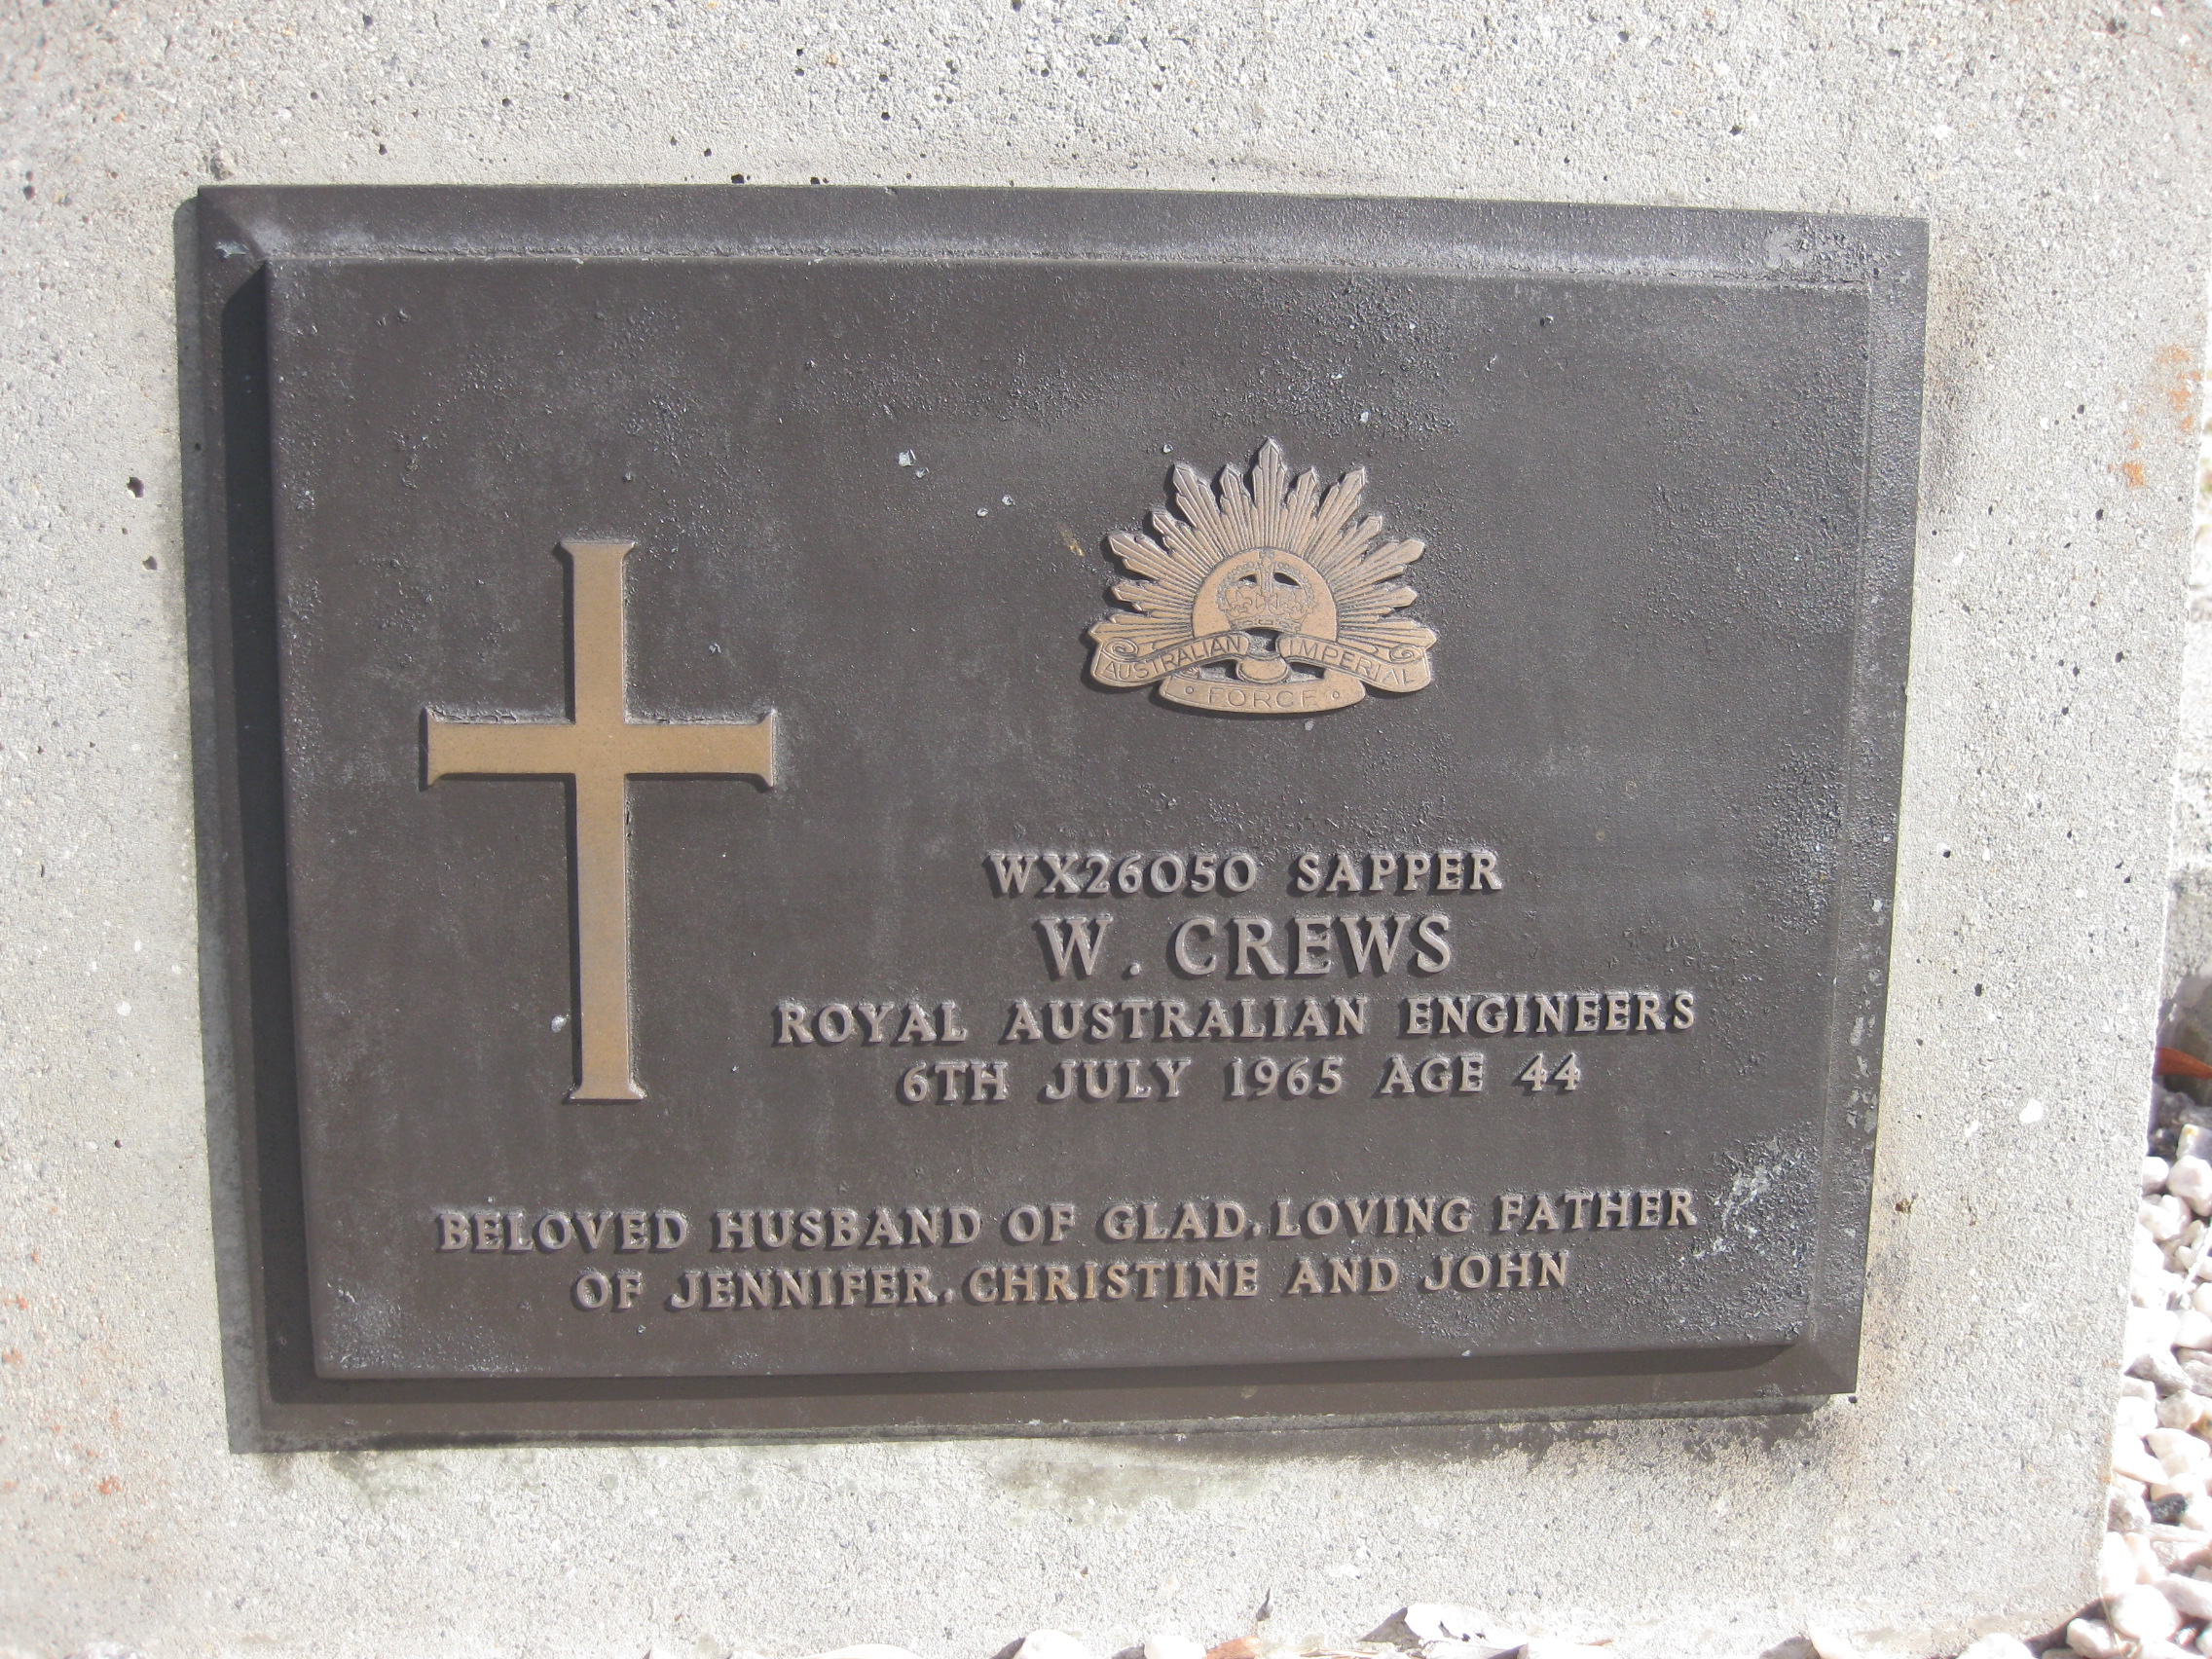 AUSTRALIAN IMPERIAL
FORCE
WX26050 SAPPER
W. CREWS
ROYAL AUSTRALIAN ENGINEERS
6TH JULY 1965 AGE 44
BELOVED HUSBAND OF GLAD, LOVING FATHER
OF JENNIFER, CHRISTINE AND JOHN